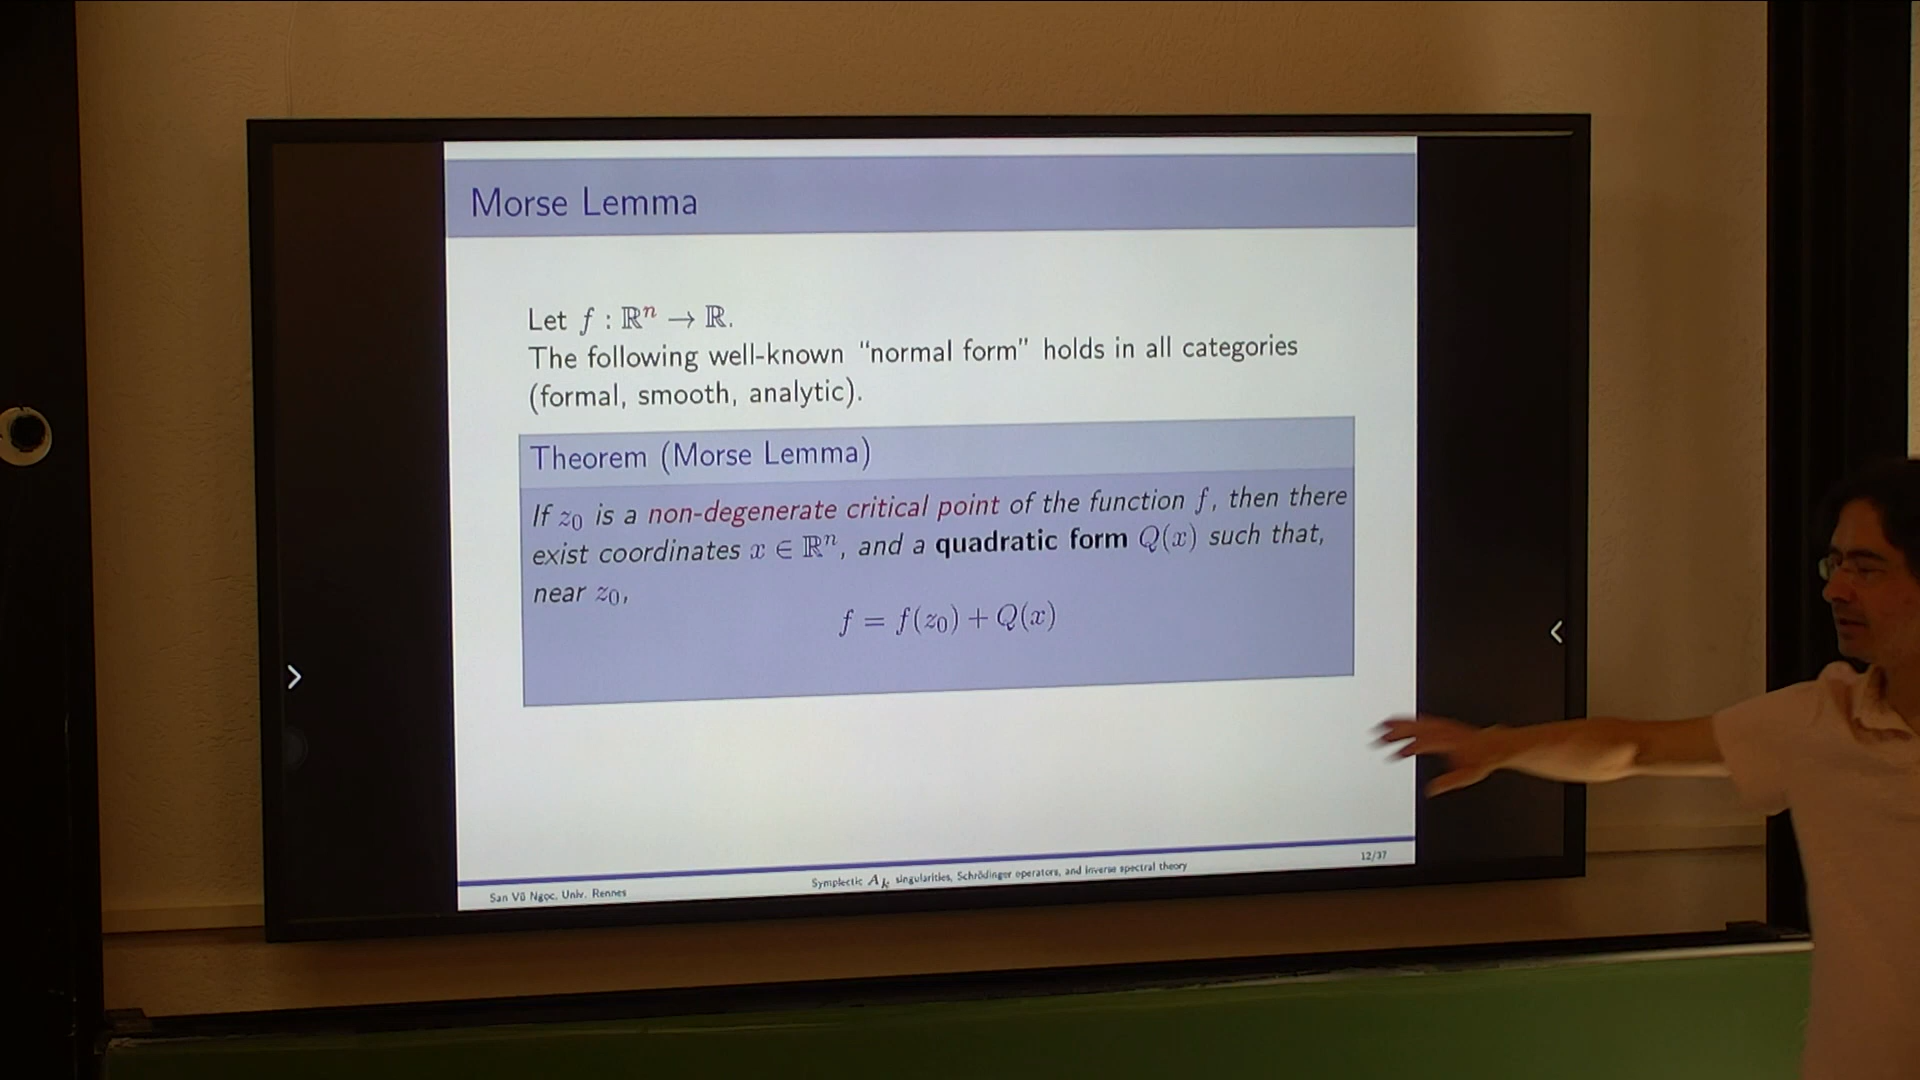 Morse Lemma
Let f : ℝⁿ → ℝ.
The following well-known “normal form” holds in all categories
(formal, smooth, analytic).
Theorem (Morse Lemma)
If z₀ is a non-degenerate critical point of the function f, then there
exist coordinates x ∈ ℝⁿ, and a quadratic form Q(x) such that,
near z₀,
f = f(z₀) + Q(x)
12/37
San Vũ Ngọc, Univ. Rennes
Symplectic Aₖ singularities, Schrödinger operators, and inverse spectral theory